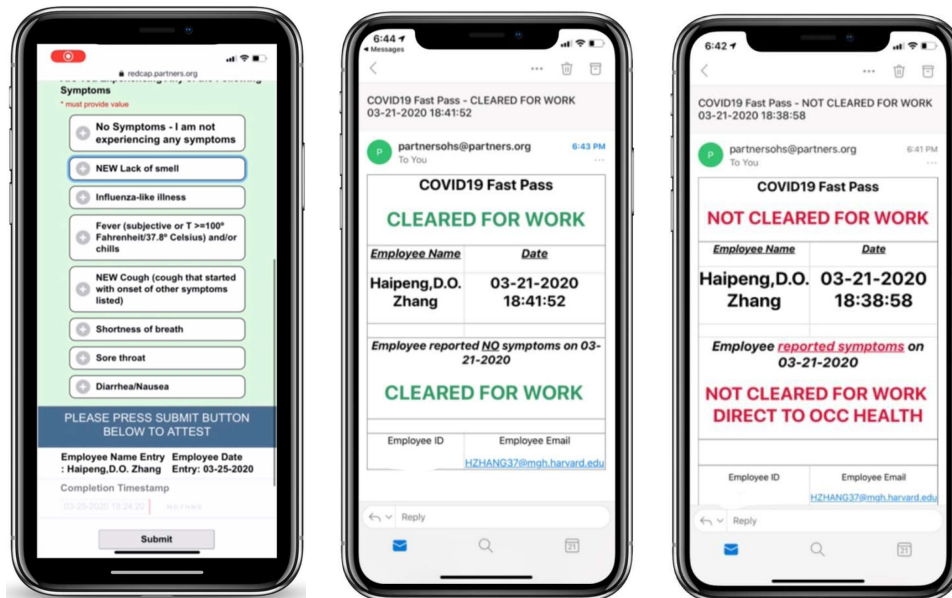 redcap.partners.org
Symptoms
* must provide value
No Symptoms - I am not
experiencing any symptoms
NEW Lack of smell
Influenza-like illness
Fever (subjective or T >=100º
Fahrenheit/37.8º Celsius) and/or
chills
NEW Cough (cough that started
with onset of other symptoms
listed)
Shortness of breath
Sore throat
Diarrhea/Nausea
PLEASE PRESS SUBMIT BUTTON
BELOW TO ATTEST
Employee Name Entry Employee Date
: Haipeng,D.O. Zhang Entry: 03-25-2020
Completion Timestamp
Submit
6:44
Messages
COVID19 Fast Pass - CLEARED FOR WORK
03-21-2020 18:41:52
P
partnersohs@partners.org 6:43 PM
To You
COVID19 Fast Pass
CLEARED FOR WORK
Employee Name Date
Haipeng,D.O. 03-21-2020
Zhang 18:41:52
Employee reported NO symptoms on 03-
21-2020
CLEARED FOR WORK
Employee ID Employee Email
HZHANG37@mgh.harvard.edu
Reply
21
6:42
COVID19 Fast Pass - NOT CLEARED FOR WORK
03-21-2020 18:38:58
P
partnersohs@partners.org 6:41 PM
To You
COVID19 Fast Pass
NOT CLEARED FOR WORK
Employee Name Date
Haipeng,D.O. 03-21-2020
Zhang 18:38:58
Employee reported symptoms on
03-21-2020
NOT CLEARED FOR WORK
DIRECT TO OCC HEALTH
Employee ID Employee Email
HZHANG37@mgh.harvard.edu
Reply
21